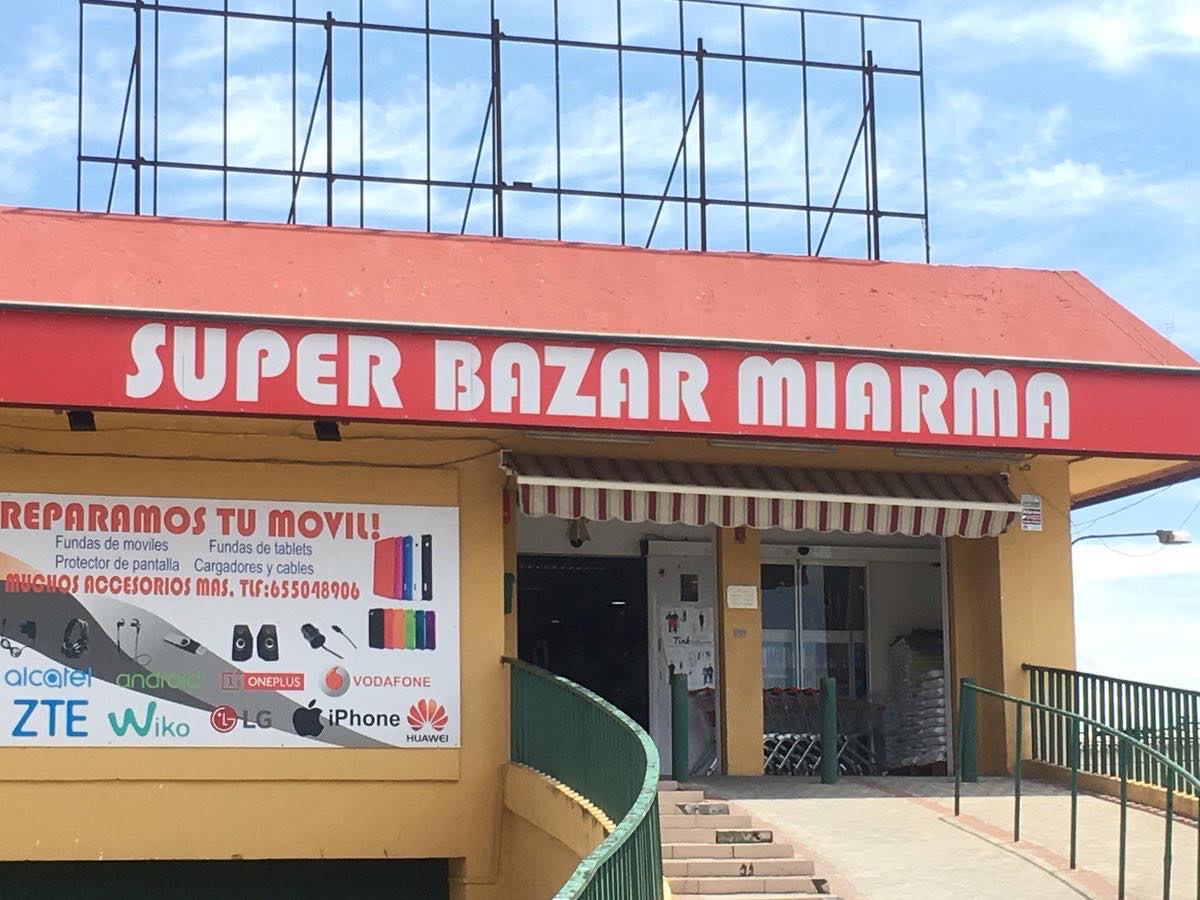 SUPER BAZAR MIARMA
REPARAMOS TU MOVIL!
Fundas de moviles Fundas de tablets
Protector de pantalla Cargadores y cables
MUCHOS ACCESORIOS MAS, TLF:655048906
alcatel android ONEPLUS VODAFONE
ZTE Wiko LG iPhone HUAWEI